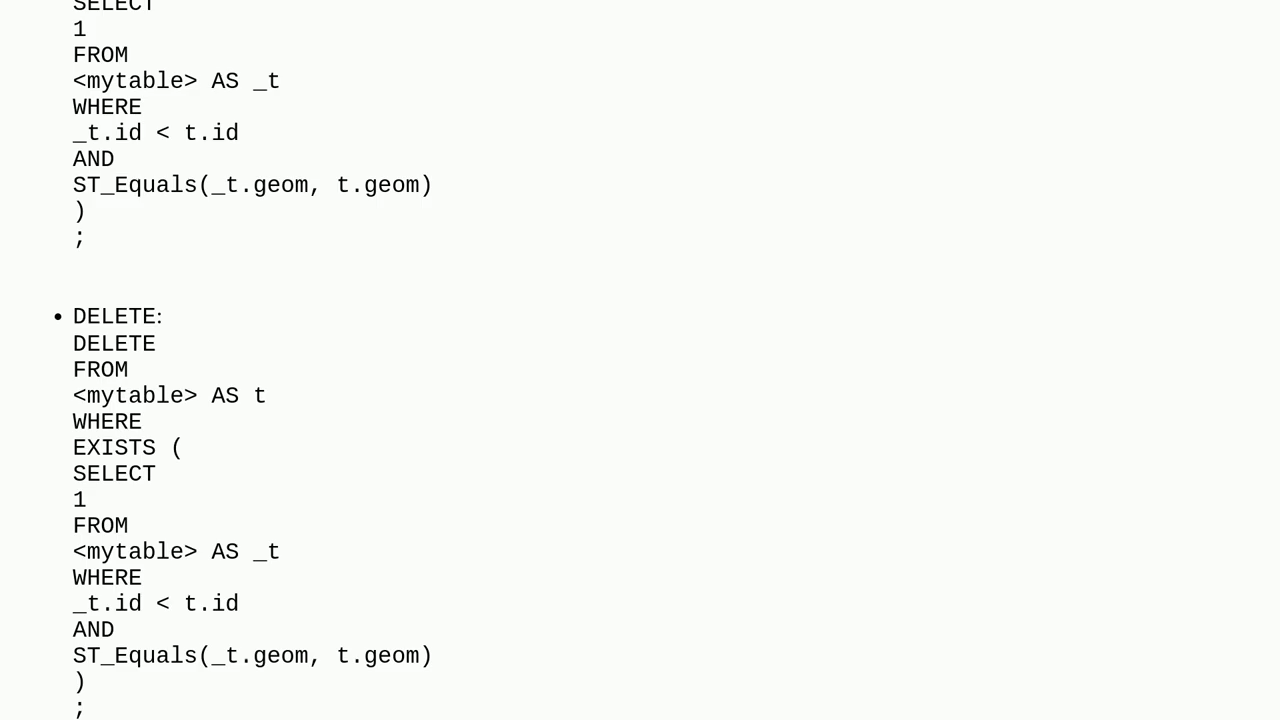 SELECT
1
FROM
<mytable> AS _t
WHERE
_t.id < t.id
AND
ST_Equals(_t.geom, t.geom)
)
;
• DELETE:
DELETE
FROM
<mytable> AS t
WHERE
EXISTS (
SELECT
1
FROM
<mytable> AS _t
WHERE
_t.id < t.id
AND
ST_Equals(_t.geom, t.geom)
)
;